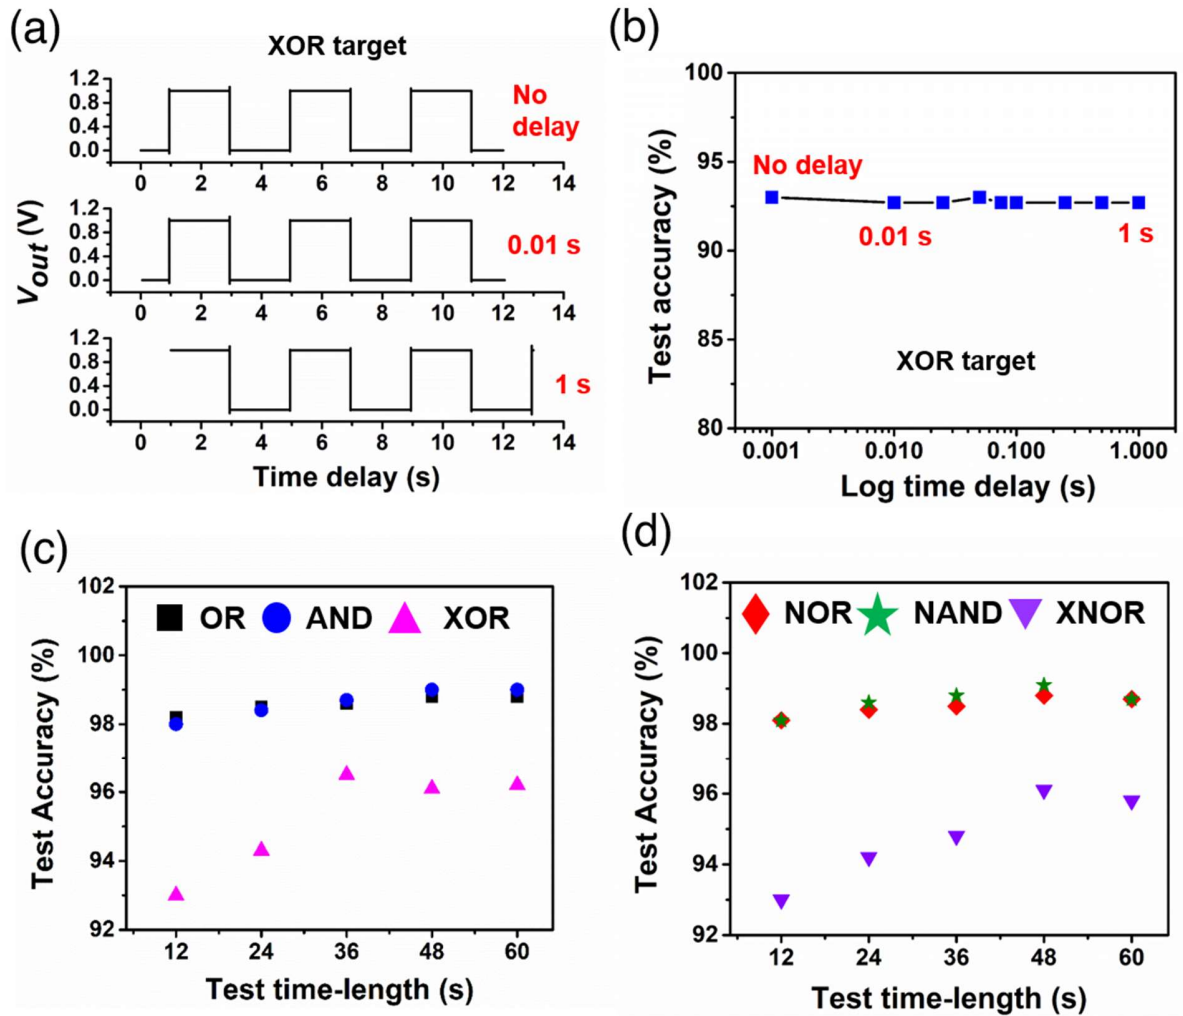 (a)
XOR target
1.2
0.8
0.4
0.0
No
delay
0 2 4 6 8 10 12 14
1.2
0.8
0.4
0.0
0.01 s
0 2 4 6 8 10 12 14
1.2
0.8
0.4
0.0
1 s
0 2 4 6 8 10 12 14
Vout (V)
Time delay (s)
(b)
100
95
90
85
80
Test accuracy (%)
No delay
0.01 s
1 s
XOR target
0.001 0.010 0.100 1.000
Log time delay (s)
(c)
102
100
98
96
94
92
Test Accuracy (%)
OR AND XOR
12 24 36 48 60
Test time-length (s)
(d)
102
100
98
96
94
92
Test Accuracy (%)
NOR NAND XNOR
12 24 36 48 60
Test time-length (s)